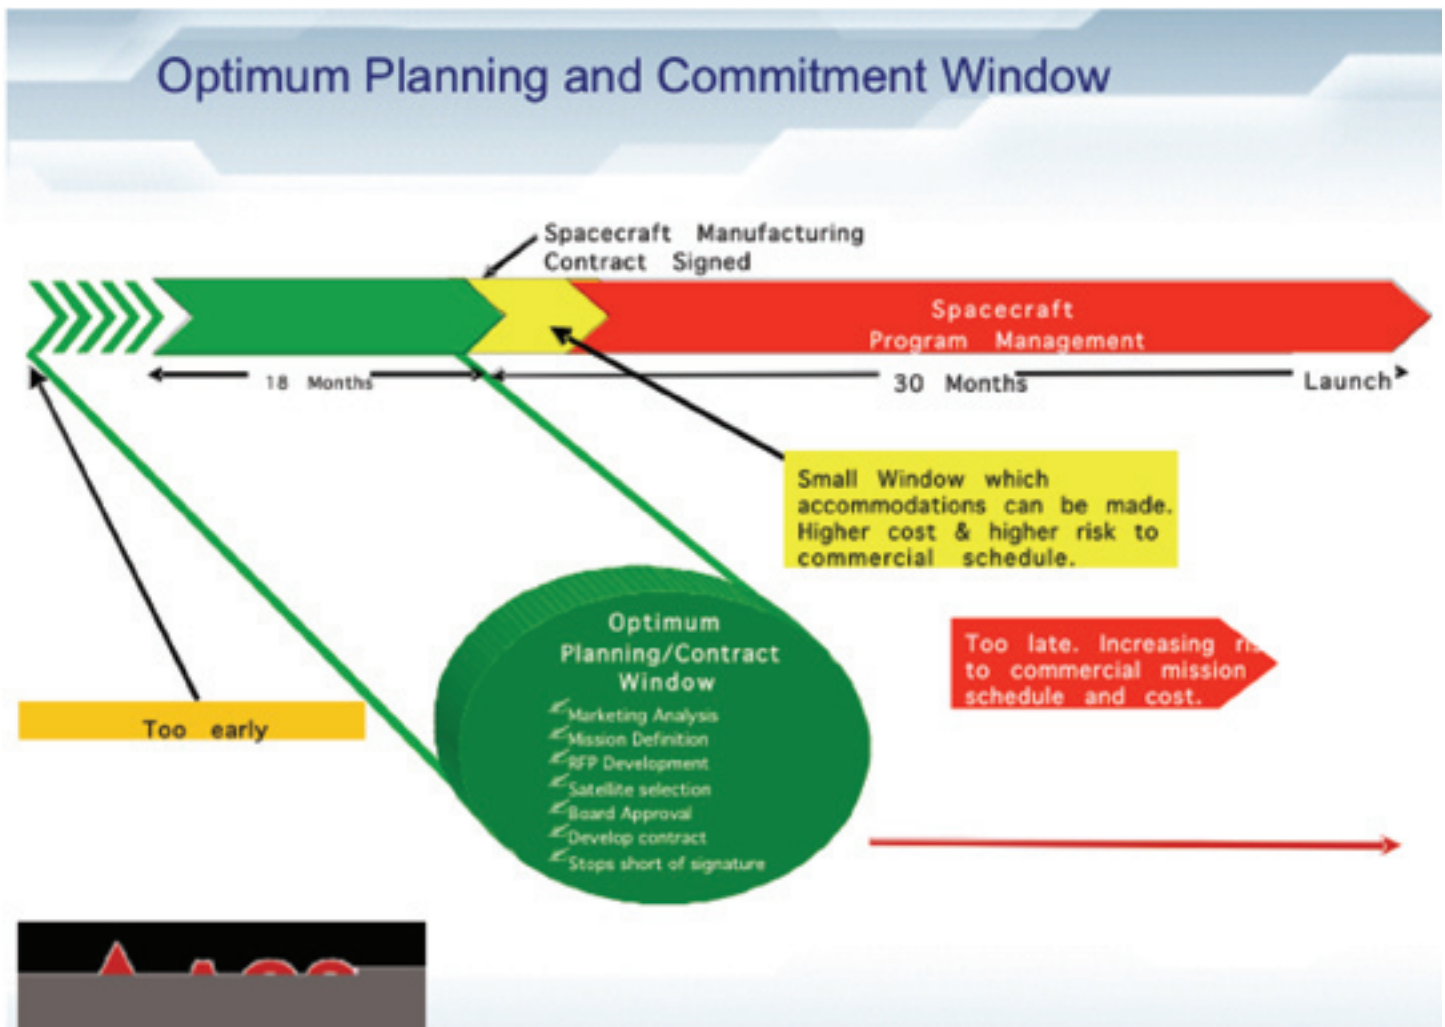 Optimum Planning and Commitment Window
Spacecraft Manufacturing
Contract Signed
Spacecraft
Program Management
18 Months
30 Months
Launch
Small Window which
accommodations can be made.
Higher cost & higher risk to
commercial schedule.
Optimum
Planning/Contract
Window
Marketing Analysis
Mission Definition
RFP Development
Satellite selection
Board Approval
Develop contract
Stops short of signature
Too late. Increasing
to commercial mission
schedule and cost.
Too early